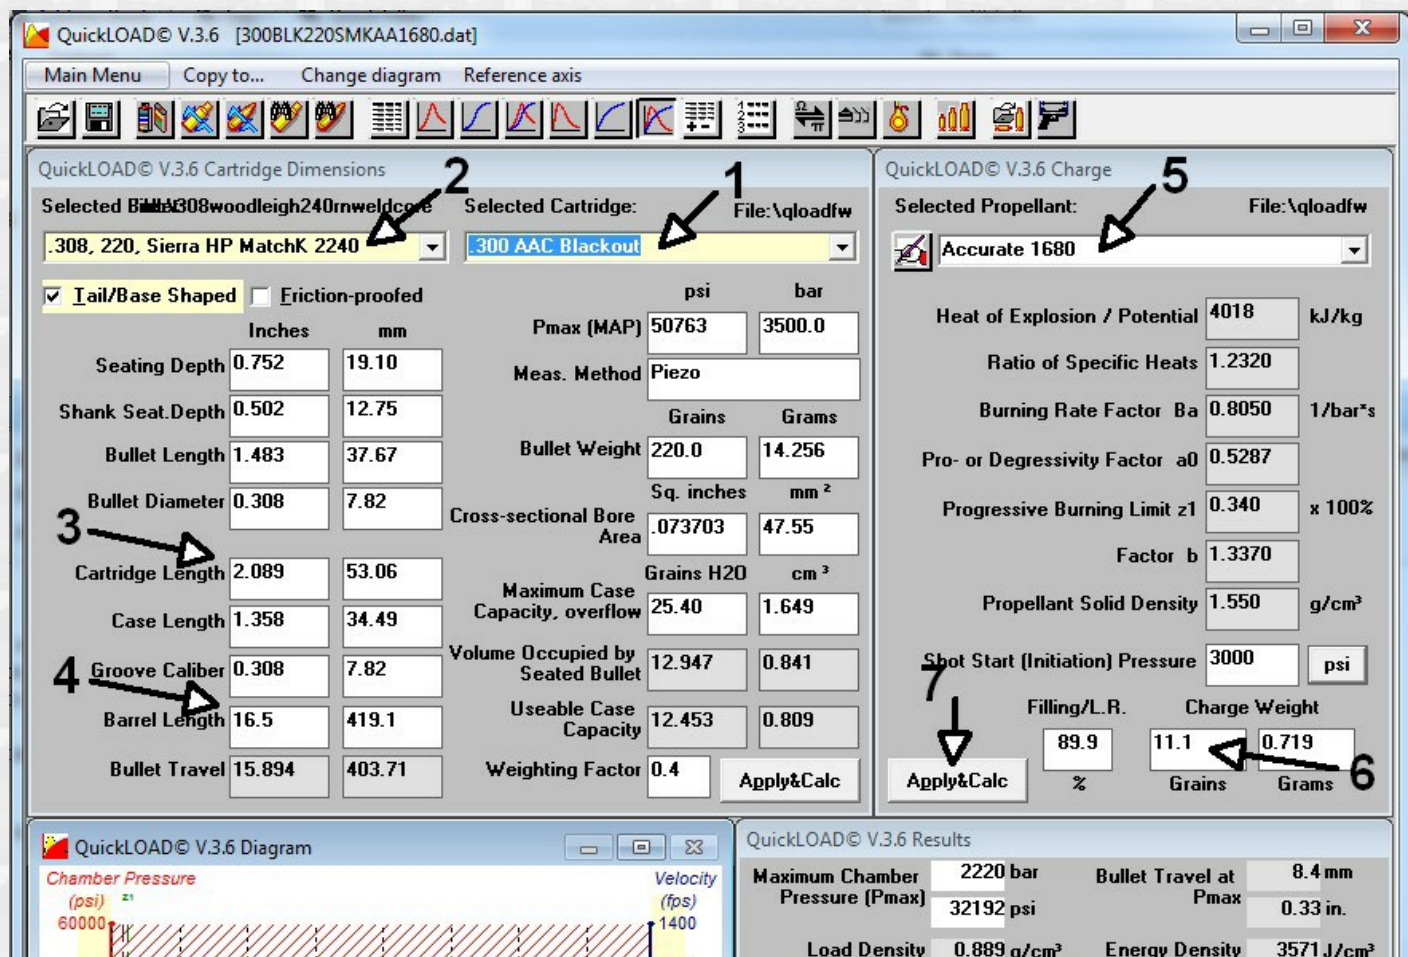 QuickLOAD© V.3.6 [300BLK220SMKAA1680.dat]
Main Menu Copy to... Change diagram Reference axis
QuickLOAD© V.3.6 Cartridge Dimensions
2
1
Selected
308woodleigh240rnweldcore
Selected Cartridge:
File:\qloadfw
.308, 220, Sierra HP MatchK 2240
.300 AAC Blackout
Tail/Base Shaped Friction-proofed
Inches mm
Seating Depth 0.752 19.10
Shank Seat.Depth 0.502 12.75
Bullet Length 1.483 37.67
Bullet Diameter 0.308 7.82
3
Cartridge Length 2.089 53.06
Case Length 1.358 34.49
Groove Caliber 0.308 7.82
4
Barrel Length 16.5 419.1
Bullet Travel 15.894 403.71
psi bar
Pmax (MAP) 50763 3500.0
Meas. Method Piezo
Grains Grams
Bullet Weight 220.0 14.256
Sq. inches mm ²
Cross-sectional Bore
Area .073703 47.55
Grains H2O cm ³
Maximum Case
Capacity, overflow 25.40 1.649
Volume Occupied by
Seated Bullet 12.947 0.841
Useable Case
Capacity 12.453 0.809
Weighting Factor 0.4 Apply&Calc
QuickLOAD© V.3.6 Charge
5
Selected Propellant: File:\qloadfw
Accurate 1680
Heat of Explosion / Potential 4018 kJ/kg
Ratio of Specific Heats 1.2320
Burning Rate Factor Ba 0.8050 1/bar*s
Pro- or Degressivity Factor a0 0.5287
Progressive Burning Limit z1 0.340 x 100%
Factor b 1.3370
Propellant Solid Density 1.550 g/cm³
Shot Start (Initiation) Pressure 3000 psi
7
Filling/L.R. Charge Weight
89.9 11.1 0.719
6
Apply&Calc % Grains Grams
QuickLOAD© V.3.6 Diagram
Chamber Pressure Velocity
(psi) z1 (fps)
60000 1400
QuickLOAD© V.3.6 Results
Maximum Chamber
Pressure (Pmax) 2220 bar
32192 psi
Bullet Travel at
Pmax 8.4 mm
0.33 in.
Load Density 0.889 g/cm³ Energy Density 3571 J/cm³